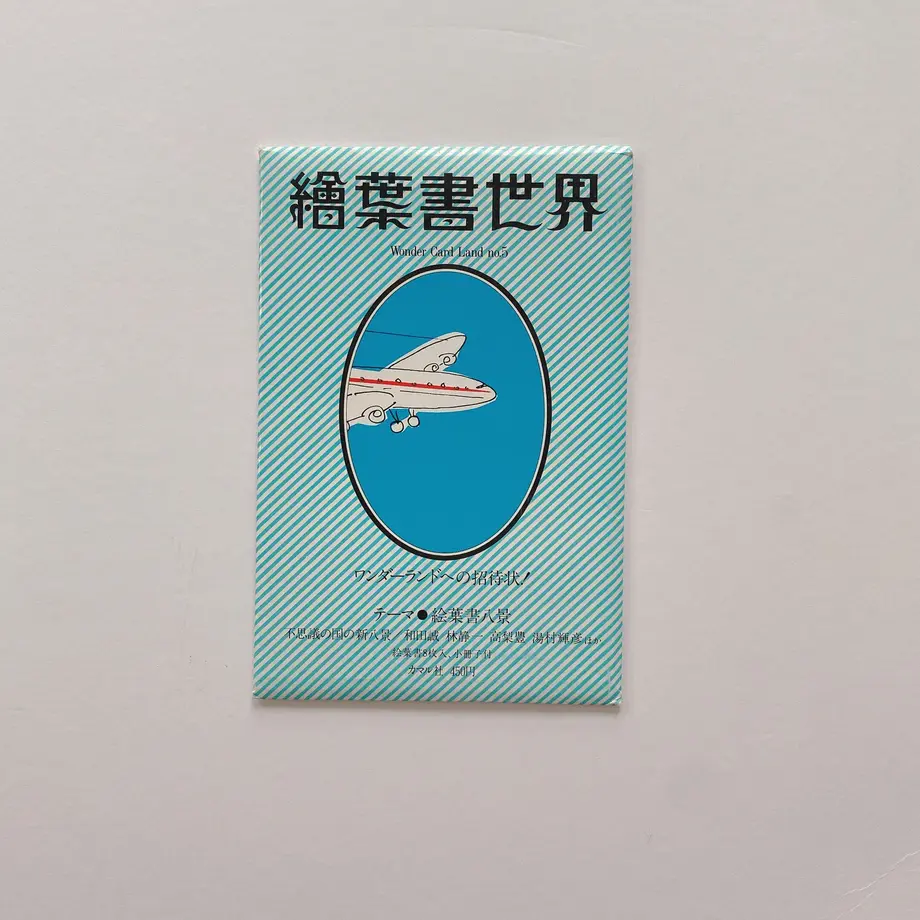 繪葉書世界
Wonder Card Land no.5
ワンダーランドへの招待状!
テーマ●絵葉書八景
不思議の国の新八景/和田誠 林静一 高梨豊 湯村輝彦ほか
絵葉書8枚入、小冊子付
カマル社 450円